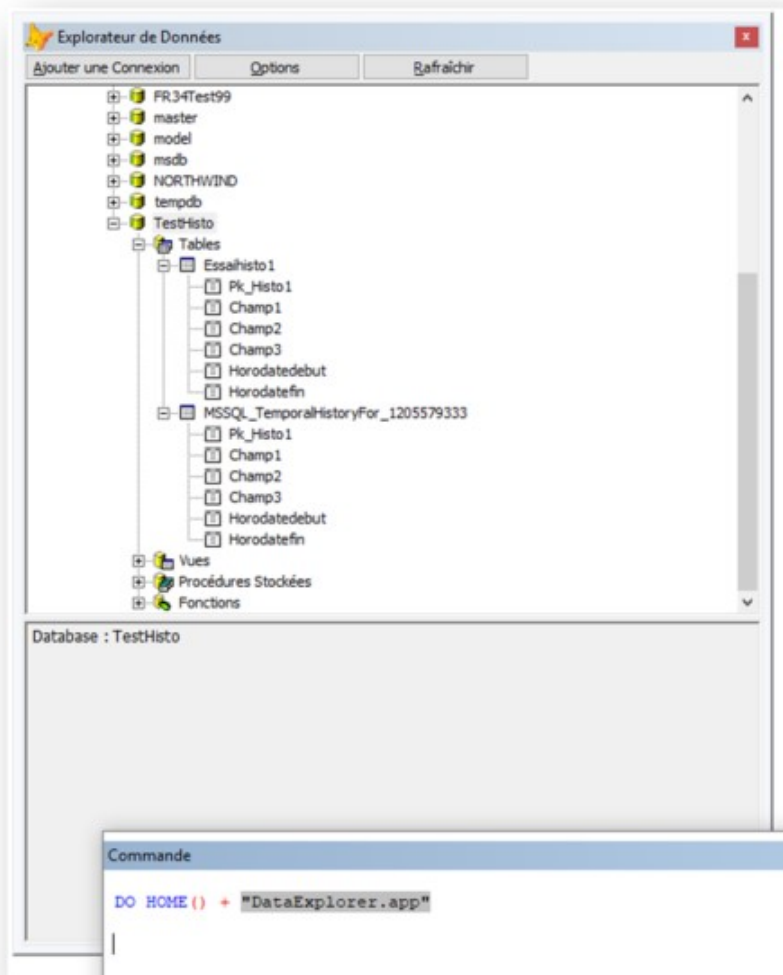 Explorateur de Données
x
Ajouter une Connexion Options Rafraîchir
FR34Test99
master
model
msdb
NORTHWIND
tempdb
TestHisto
Tables
Essaihisto1
Pk_Histo1
Champ1
Champ2
Champ3
Horodatedebut
Horodatefin
MSSQL_TemporalHistoryFor_1205579333
Pk_Histo1
Champ1
Champ2
Champ3
Horodatedebut
Horodatefin
Vues
Procédures Stockées
Fonctions
Database : TestHisto
Commande
DO HOME() + "DataExplorer.app"